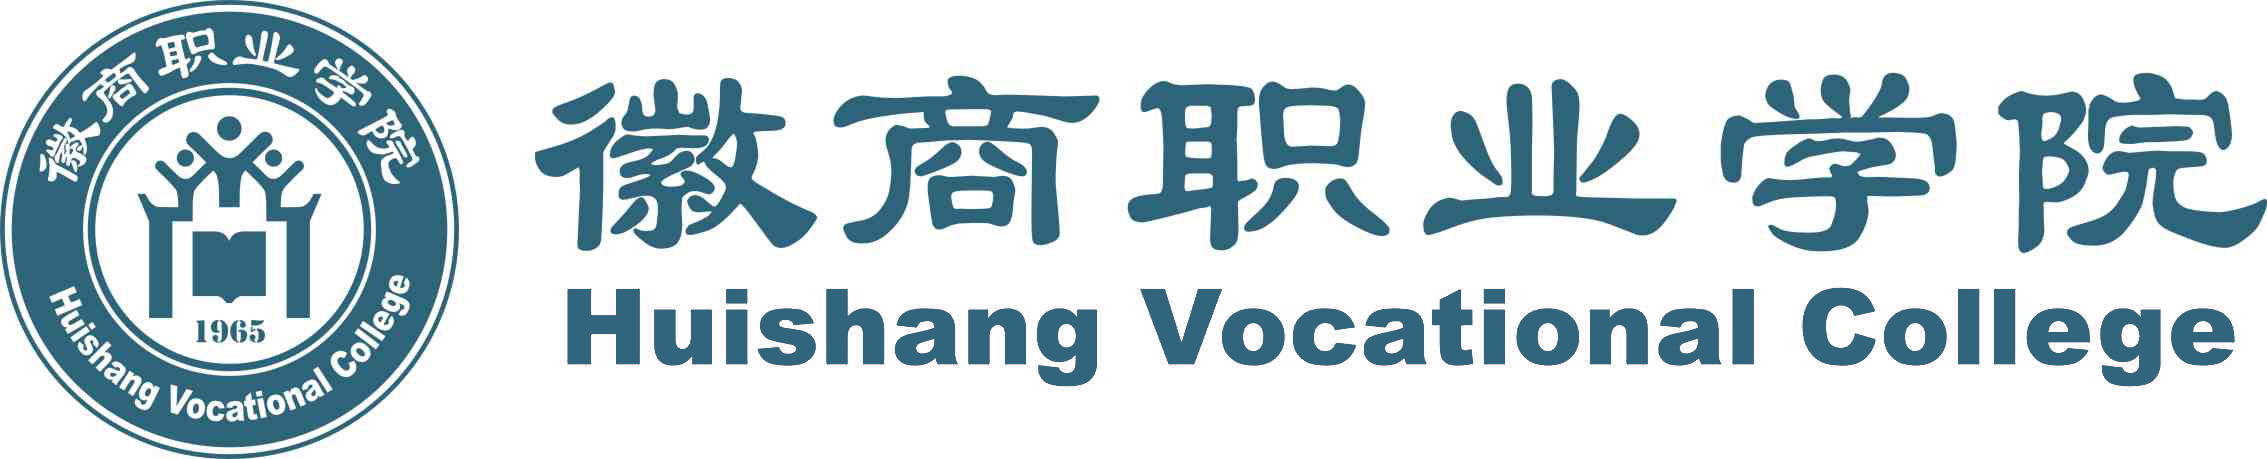 徽商职业学院
1965
Huishang Vocational College
徽商职业学院
Huishang Vocational College